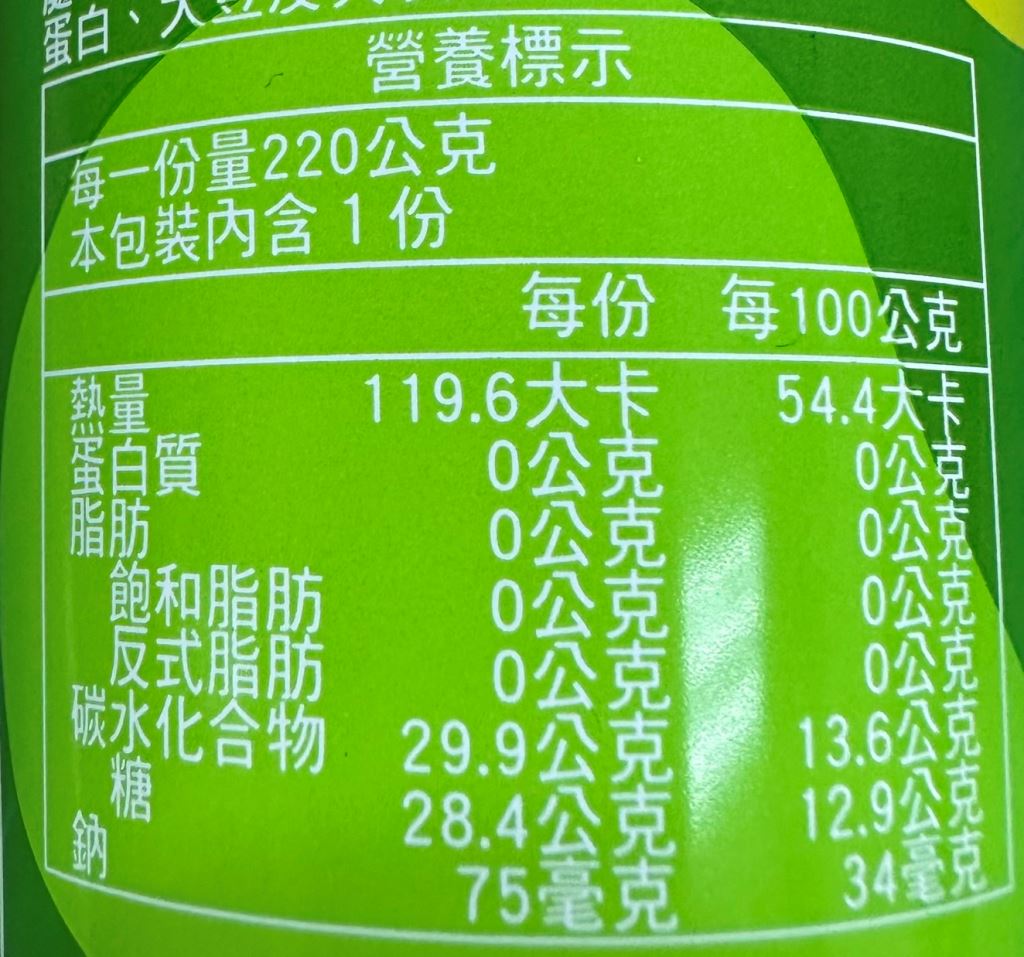 蛋白、大豆及
營養標示
每一份量220公克
本包裝內含 1 份
每份 每100公克
熱量 119.6大卡 54.4大卡
蛋白質 0公克 0公克
脂肪 0公克 0公克
飽和脂肪 0公克 0公克
反式脂肪 0公克 0公克
碳水化合物 29.9公克 13.6公克
糖 28.4公克 12.9公克
鈉 75毫克 34毫克